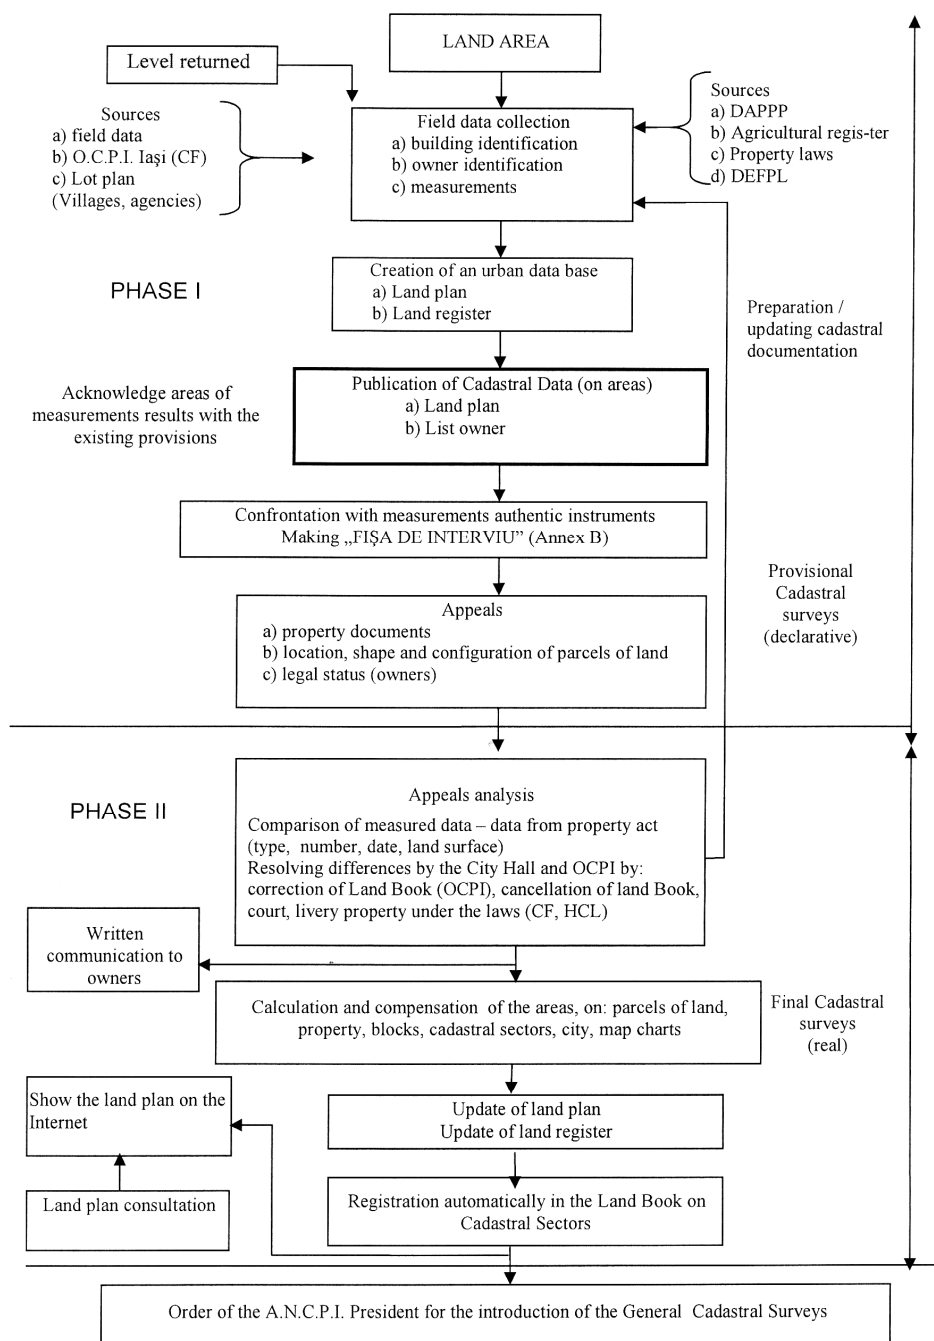 LAND AREA
Level returned
Sources
a) field data
b) O.C.P.I. Iaşi (CF)
c) Lot plan
(Villages, agencies)
Field data collection
a) building identification
b) owner identification
c) measurements
Sources
a) DAPPP
b) Agricultural regis-ter
c) Property laws
d) DEFPL
PHASE I
Creation of an urban data base
a) Land plan
b) Land register
Preparation /
updating cadastral
documentation
Acknowledge areas of
measurements results with the
existing provisions
Publication of Cadastral Data (on areas)
a) Land plan
b) List owner
Confrontation with measurements authentic instruments
Making „FIŞA DE INTERVIU” (Annex B)
Provisional
Cadastral
surveys
(declarative)
Appeals
a) property documents
b) location, shape and configuration of parcels of land
c) legal status (owners)
PHASE II
Appeals analysis
Comparison of measured data – data from property act
(type, number, date, land surface)
Resolving differences by the City Hall and OCPI by:
correction of Land Book (OCPI), cancellation of land Book,
court, livery property under the laws (CF, HCL)
Written
communication to
owners
Calculation and compensation of the areas, on: parcels of land,
property, blocks, cadastral sectors, city, map charts
Final Cadastral
surveys
(real)
Show the land plan on the
Internet
Update of land plan
Update of land register
Land plan consultation
Registration automatically in the Land Book on
Cadastral Sectors
Order of the A.N.C.P.I. President for the introduction of the General Cadastral Surveys